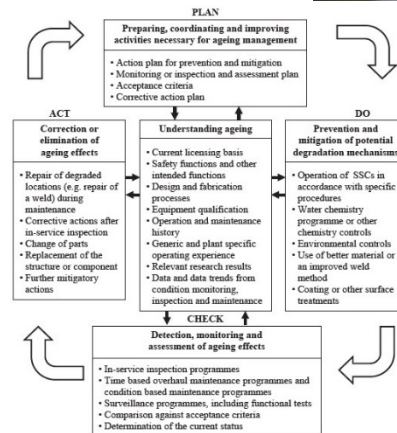 PLAN
Preparing, coordinating and improving
activities necessary for ageing management
• Action plan for prevention and mitigation
• Monitoring or inspection and assessment plan
• Acceptance criteria
• Corrective action plan
ACT
Correction or
elimination of
ageing effects
• Repair of degraded
locations (e.g. repair of
a weld) during
maintenance
• Corrective actions after
in-service inspection
• Change of parts
• Replacement of the
structure or component
• Further mitigatory
actions
Understanding ageing
• Current licensing basis
• Safety functions and other
intended functions
• Design and fabrication
processes
• Equipment qualification
• Operation and maintenance
history
• Generic and plant specific
operating experience
• Relevant research results
• Data and data trends from
condition monitoring,
inspection and maintenance
DO
Prevention and
mitigation of potential
degradation mechanisms
• Operation of SSCs in
accordance with specific
procedures
• Water chemistry
programme or other
chemistry controls
• Environmental controls
• Use of better material or
an improved weld
method
• Coating or other surface
treatments
CHECK
Detection, monitoring and
assessment of ageing effects
• In-service inspection programmes
• Time based overhaul maintenance programmes and
condition based maintenance programmes
• Surveillance programmes, including functional tests
• Comparison against acceptance criteria
• Determination of the current status